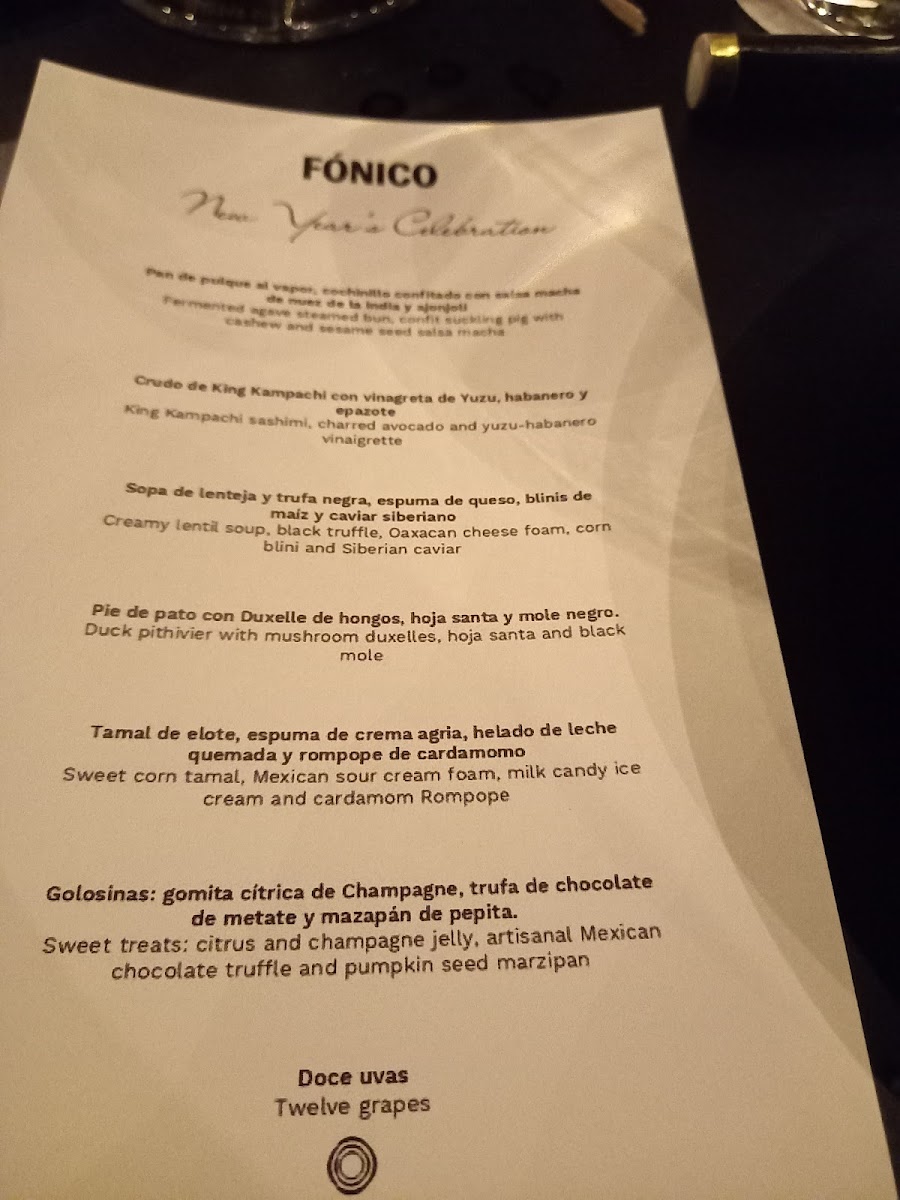 FÓNICO
New Year's Celebration
Pan de pulque al vapor, cochinillo confitado con salsa macha
de nuez de la India y ajonjolí
Fermented agave steamed bun, confit suckling pig with
cashew and sesame seed salsa macha
Crudo de King Kampachi con vinagreta de Yuzu, habanero y
epazote
King Kampachi sashimi, charred avocado and yuzu-habanero
vinaigrette
Sopa de lenteja y trufa negra, espuma de queso, blinis de
maíz y caviar siberiano
Creamy lentil soup, black truffle, Oaxacan cheese foam, corn
blini and Siberian caviar
Pie de pato con Duxelle de hongos, hoja santa y mole negro.
Duck pithivier with mushroom duxelles, hoja santa and black
mole
Tamal de elote, espuma de crema agria, helado de leche
quemada y rompope de cardamomo
Sweet corn tamal, Mexican sour cream foam, milk candy ice
cream and cardamom Rompope
Golosinas: gomita cítrica de Champagne, trufa de chocolate
de metate y mazapán de pepita.
Sweet treats: citrus and champagne jelly, artisanal Mexican
chocolate truffle and pumpkin seed marzipan
Doce uvas
Twelve grapes